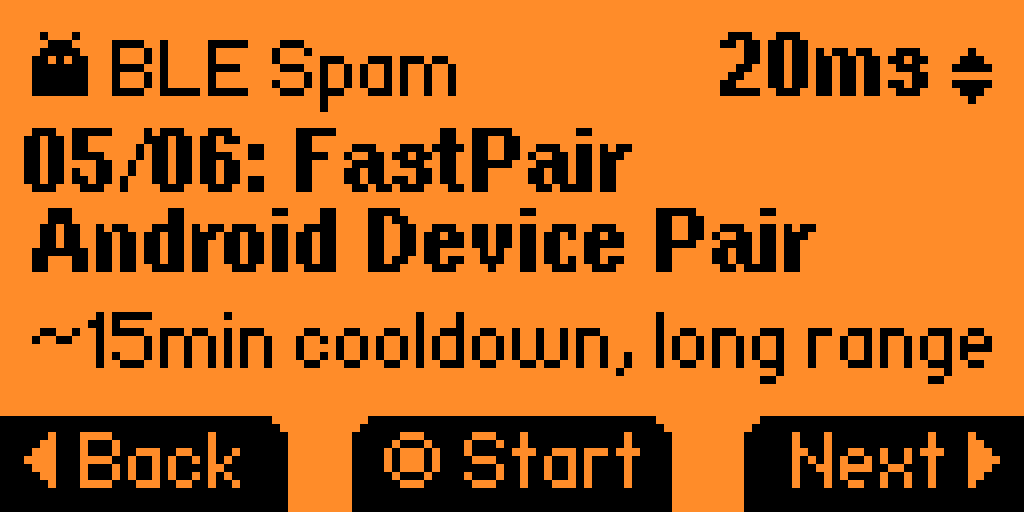 BLE Spam 20ms
05/06: FastPair
Android Device Pair
~15min cooldown, long range
Back Start Next